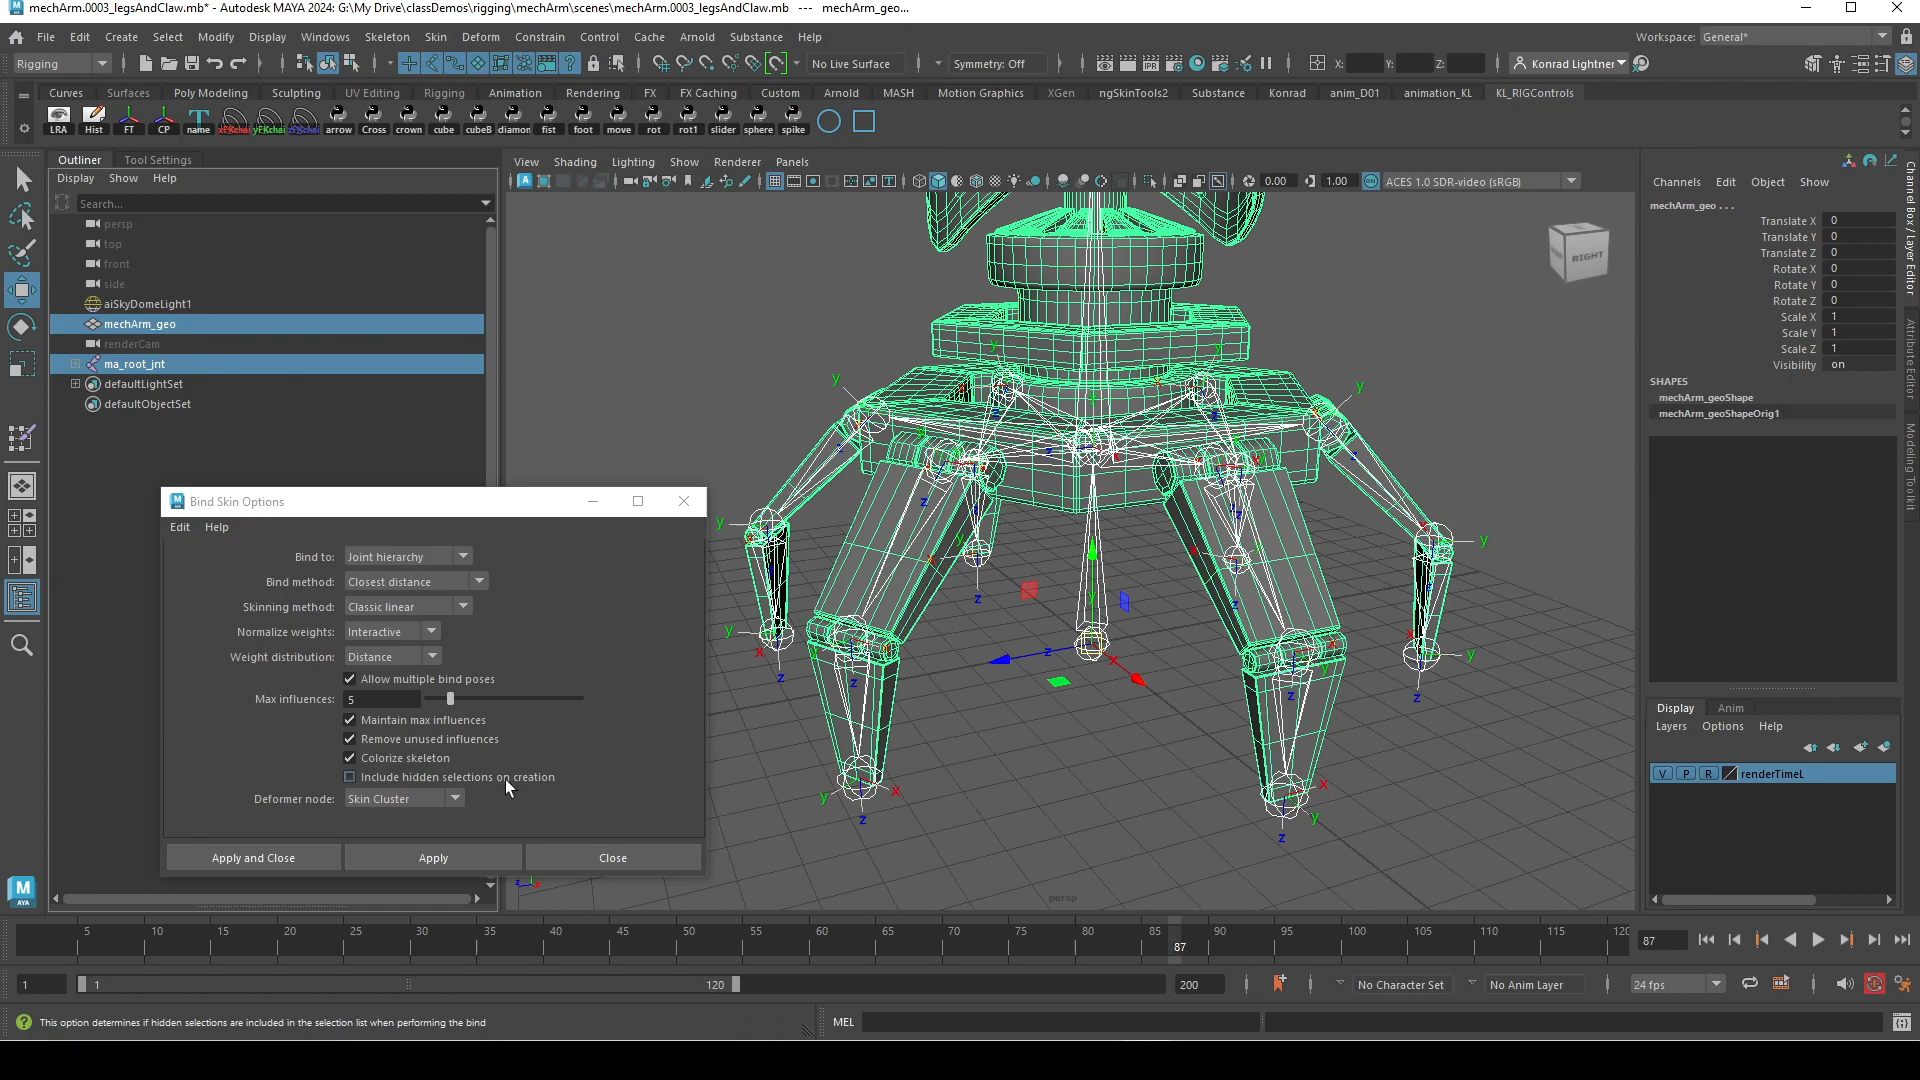 mechArm.0003_legsAndClaw.mb* - Autodesk MAYA 2024: G:\My Drive\classDemos\rigging\mechArm\scenes\mechArm.0003_legsAndClaw.mb --- mechArm_geo...
File Edit Create Select Modify Display Windows Skeleton Skin Deform Constrain Control Cache Arnold Substance Help
Workspace: General*
Rigging
No Live Surface
Symmetry: Off
X: Y: Z:
Konrad Lightner
Curves Surfaces Poly Modeling Sculpting UV Editing Rigging Animation Rendering FX FX Caching Custom Arnold MASH Motion Graphics XGen ngSkinTools2 Substance Konrad anim_D01 animation_KL KL_RIGControls
LRA Hist FT CP name xFKchai yFKchai zFKchai arrow Cross crown cube cubeB diamon fist foot move rot rot1 slider sphere spike
Outliner Tool Settings
Display Show Help
Search...
persp
top
front
side
aiSkyDomeLight1
mechArm_geo
renderCam
ma_root_jnt
defaultLightSet
defaultObjectSet
View Shading Lighting Show Renderer Panels
0.00 1.00 ACES 1.0 SDR-video (sRGB)
RIGHT
persp
Bind Skin Options
Edit Help
Bind to: Joint hierarchy
Bind method: Closest distance
Skinning method: Classic linear
Normalize weights: Interactive
Weight distribution: Distance
Allow multiple bind poses
Max influences: 5
Maintain max influences
Remove unused influences
Colorize skeleton
Include hidden selections on creation
Deformer node: Skin Cluster
Apply and Close Apply Close
Channels Edit Object Show
mechArm_geo . . .
Translate X 0
Translate Y 0
Translate Z 0
Rotate X 0
Rotate Y 0
Rotate Z 0
Scale X 1
Scale Y 1
Scale Z 1
Visibility on
SHAPES
mechArm_geoShape
mechArm_geoShapeOrig1
Channel Box / Layer Editor
Attribute Editor
Modeling Toolkit
Display Anim
Layers Options Help
V P R renderTimeL
5 10 15 20 25 30 35 40 45 50 55 60 65 70 75 80 85 90 95 100 105 110 115 120
87
87
1 1 120 200
No Character Set
No Anim Layer
24 fps
This option determines if hidden selections are included in the selection list when performing the bind
MEL